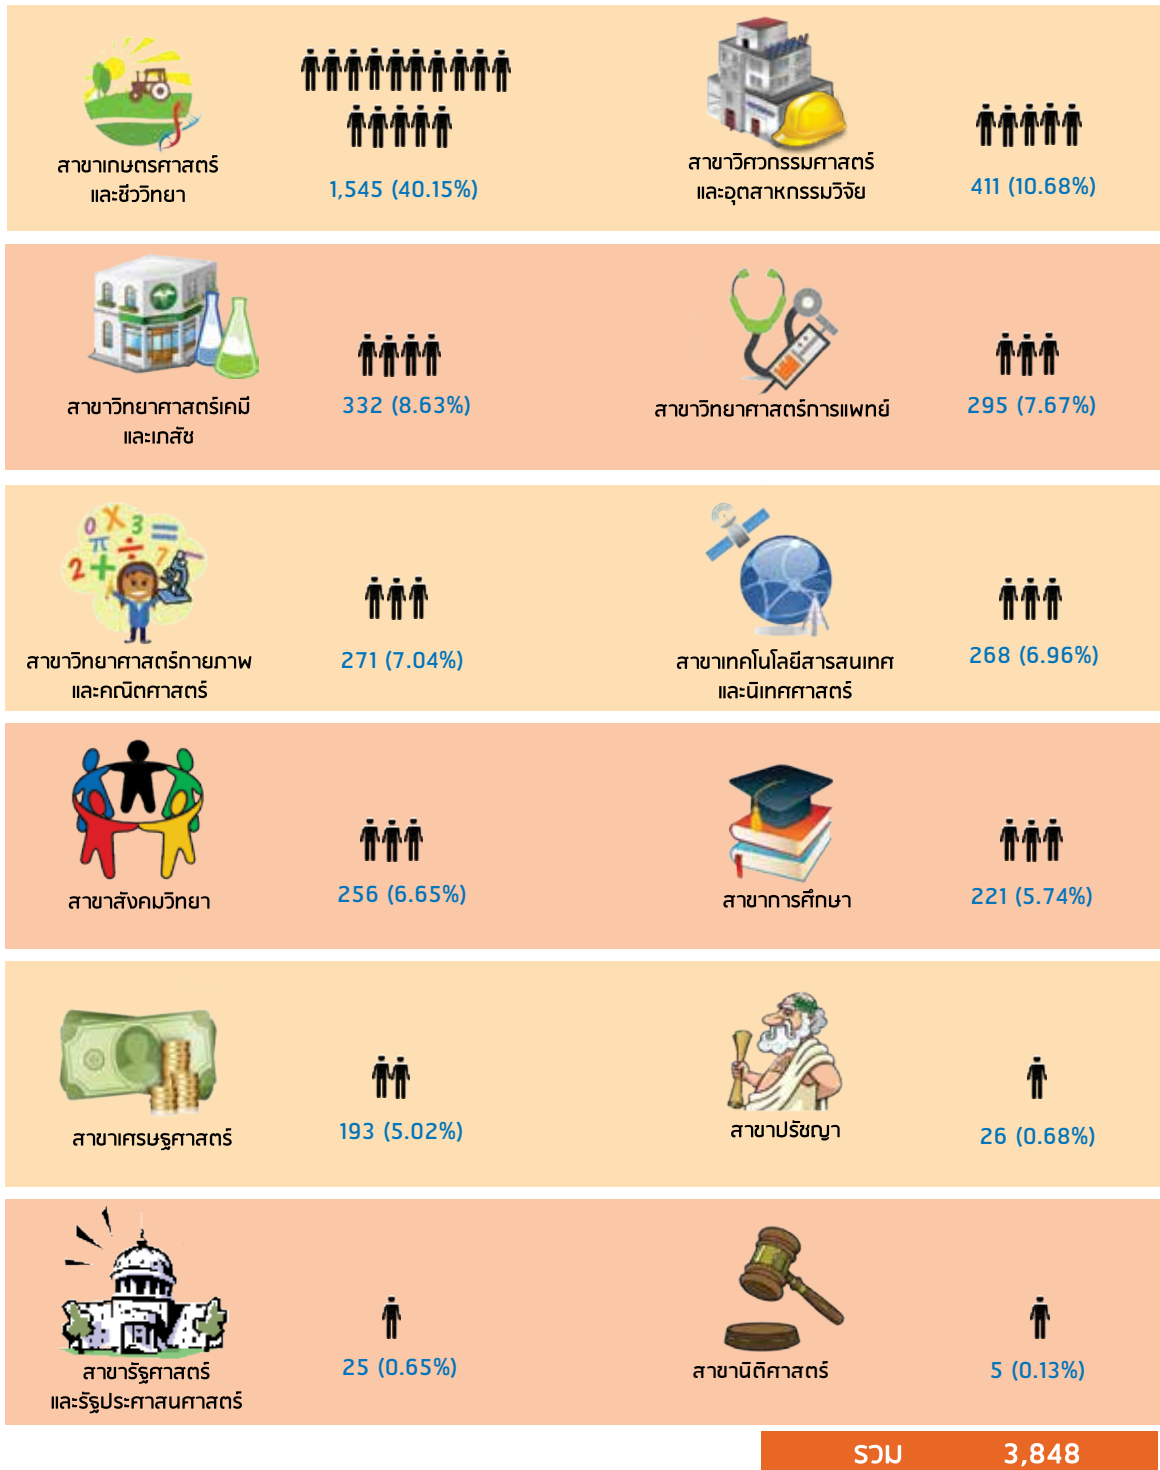 สาขาเกษตรศาสตร์
และชีววิทยา
1,545 (40.15%)
สาขาวิศวกรรมศาสตร์
และอุตสาหกรรมวิจัย
411 (10.68%)
สาขาวิทยาศาสตร์เคมี
และเภสัช
332 (8.63%)
สาขาวิทยาศาสตร์การแพทย์
295 (7.67%)
สาขาวิทยาศาสตร์กายภาพ
และคณิตศาสตร์
271 (7.04%)
สาขาเทคโนโลยีสารสนเทศ
และนิเทศศาสตร์
268 (6.96%)
สาขาสังคมวิทยา
256 (6.65%)
สาขาการศึกษา
221 (5.74%)
สาขาเศรษฐศาสตร์
193 (5.02%)
สาขาปรัชญา
26 (0.68%)
สาขารัฐศาสตร์
และรัฐประศาสนศาสตร์
25 (0.65%)
สาขานิติศาสตร์
5 (0.13%)
รวม 3,848